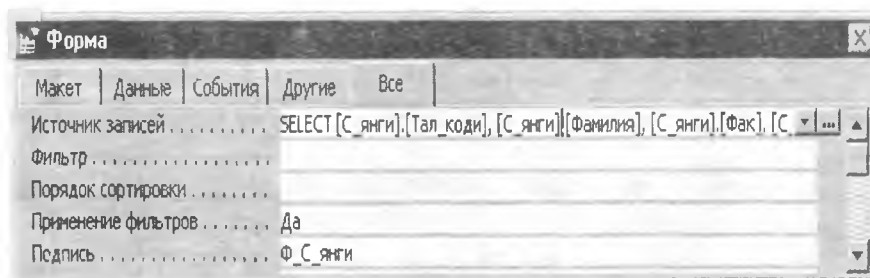 Форма
Макет Данные События Другие Все
Источник записей . . . . . . . . . . SELECT [С_янги].[Тал_коди], [С_янги].[Фамилия], [С_янги].[Фак], [С ...
Фильтр . . . . . . . . . . . . . . . . . .
Порядок сортировки . . . . . . .
Применение фильтров . . . . . . . Да
Подпись . . . . . . . . . . . . . . . . . Ф_С_янги